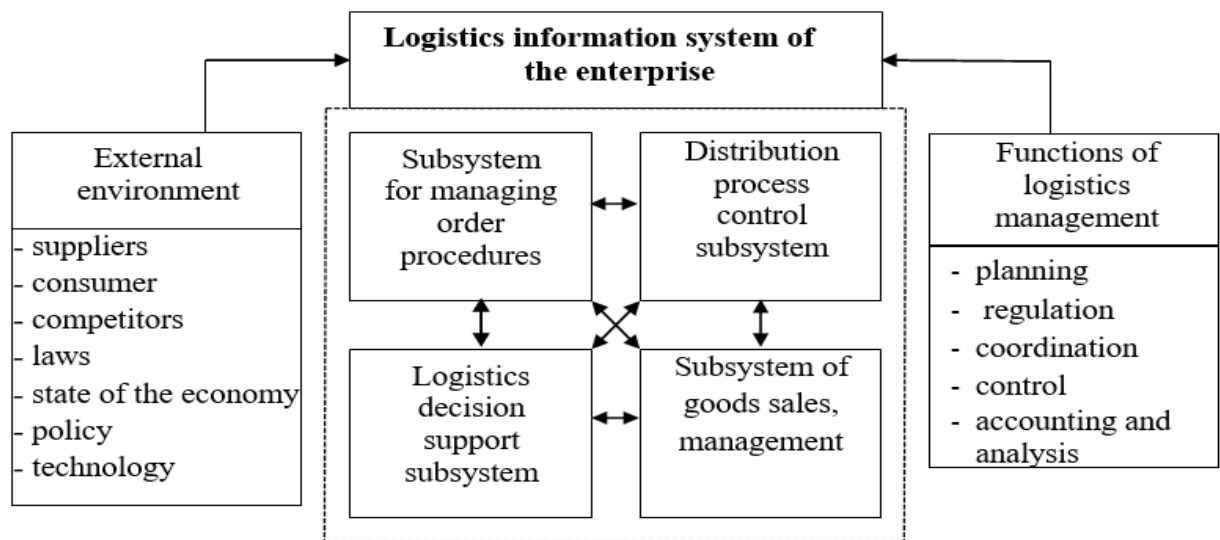 Logistics information system of
the enterprise
External
environment
- suppliers
- consumer
- competitors
- laws
- state of the economy
- policy
- technology
Subsystem
for managing
order
procedures
Distribution
process
control
subsystem
Logistics
decision
support
subsystem
Subsystem of
goods sales,
management
Functions of
logistics
management
- planning
- regulation
- coordination
- control
- accounting and
analysis